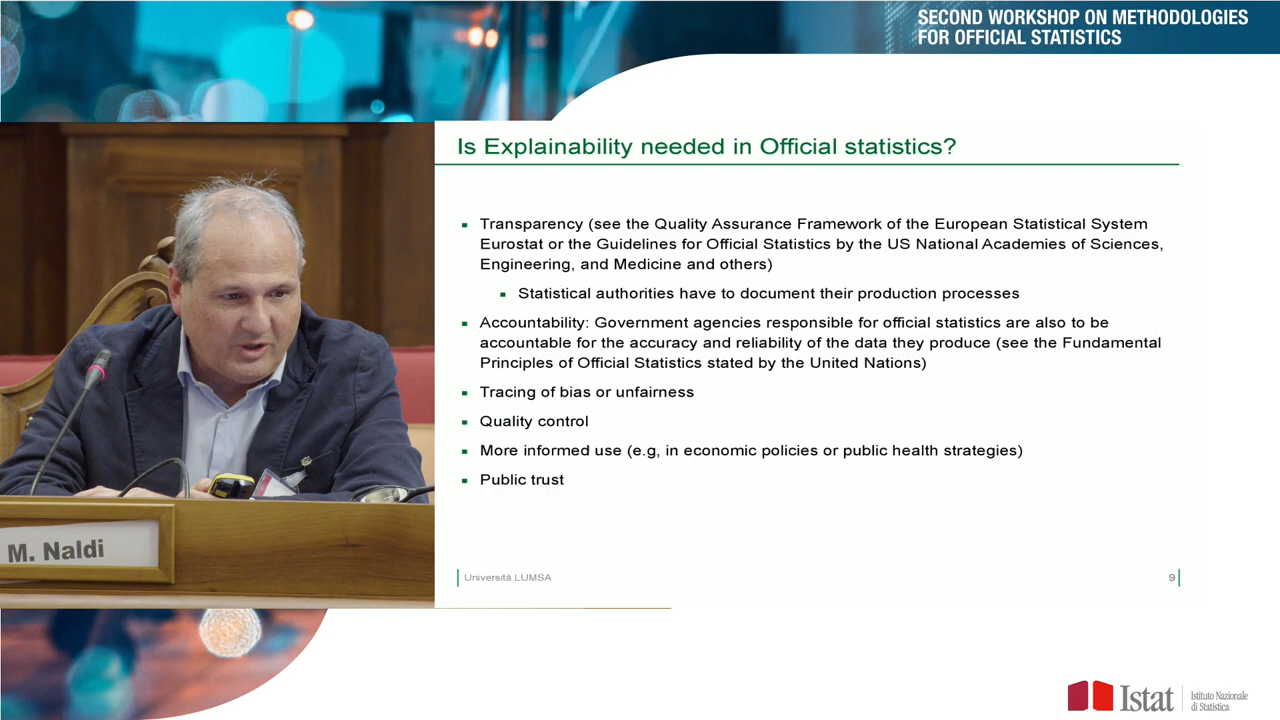 SECOND WORKSHOP ON METHODOLOGIES
FOR OFFICIAL STATISTICS
Is Explainability needed in Official statistics?
Transparency (see the Quality Assurance Framework of the European Statistical System
Eurostat or the Guidelines for Official Statistics by the US National Academies of Sciences,
Engineering, and Medicine and others)
Statistical authorities have to document their production processes
Accountability: Government agencies responsible for official statistics are also to be
accountable for the accuracy and reliability of the data they produce (see the Fundamental
Principles of Official Statistics stated by the United Nations)
Tracing of bias or unfairness
Quality control
More informed use (e.g, in economic policies or public health strategies)
Public trust
M. Naldi
Università LUMSA
9
Istat
Istituto Nazionale
di Statistica